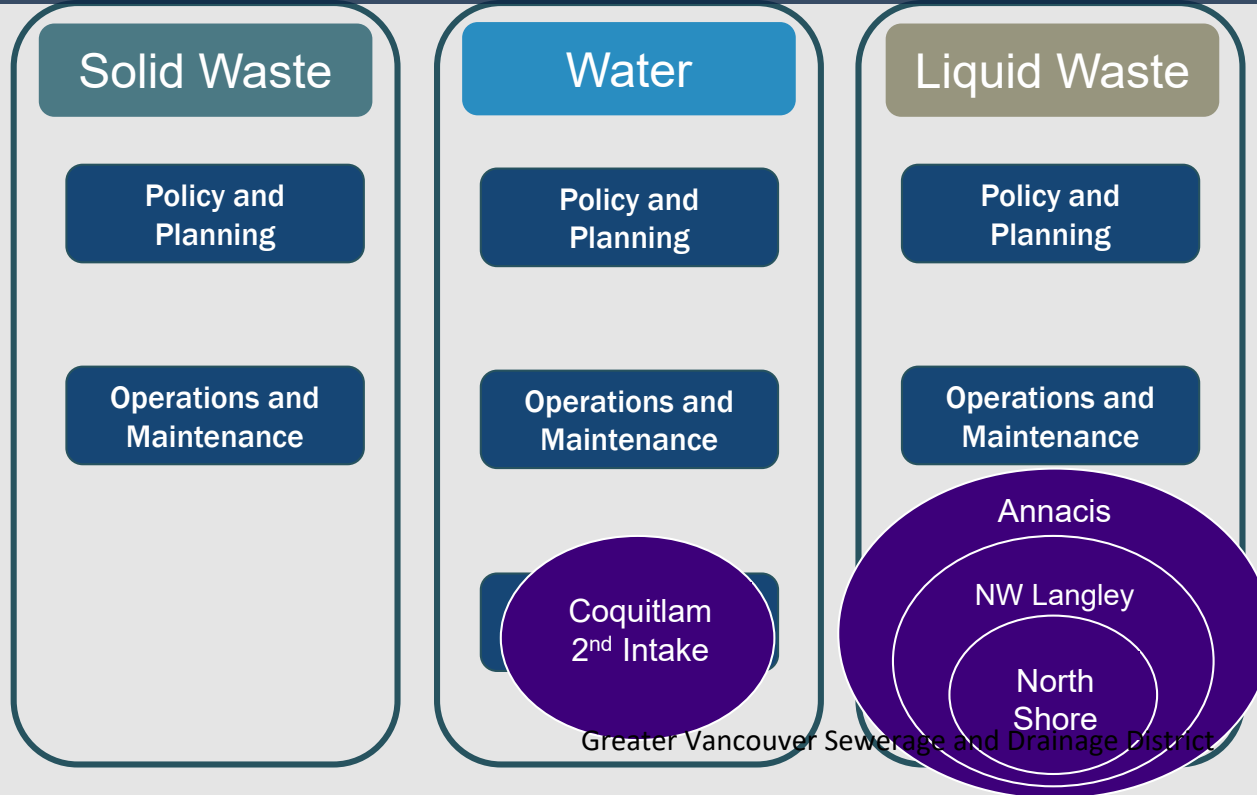 Solid Waste
Policy and
Planning
Operations and
Maintenance
Water
Policy and
Planning
Operations and
Maintenance
Coquitlam
2nd Intake
Liquid Waste
Policy and
Planning
Operations and
Maintenance
Annacis
NW Langley
North
Shore
Greater Vancouver Sewerage and Drainage District